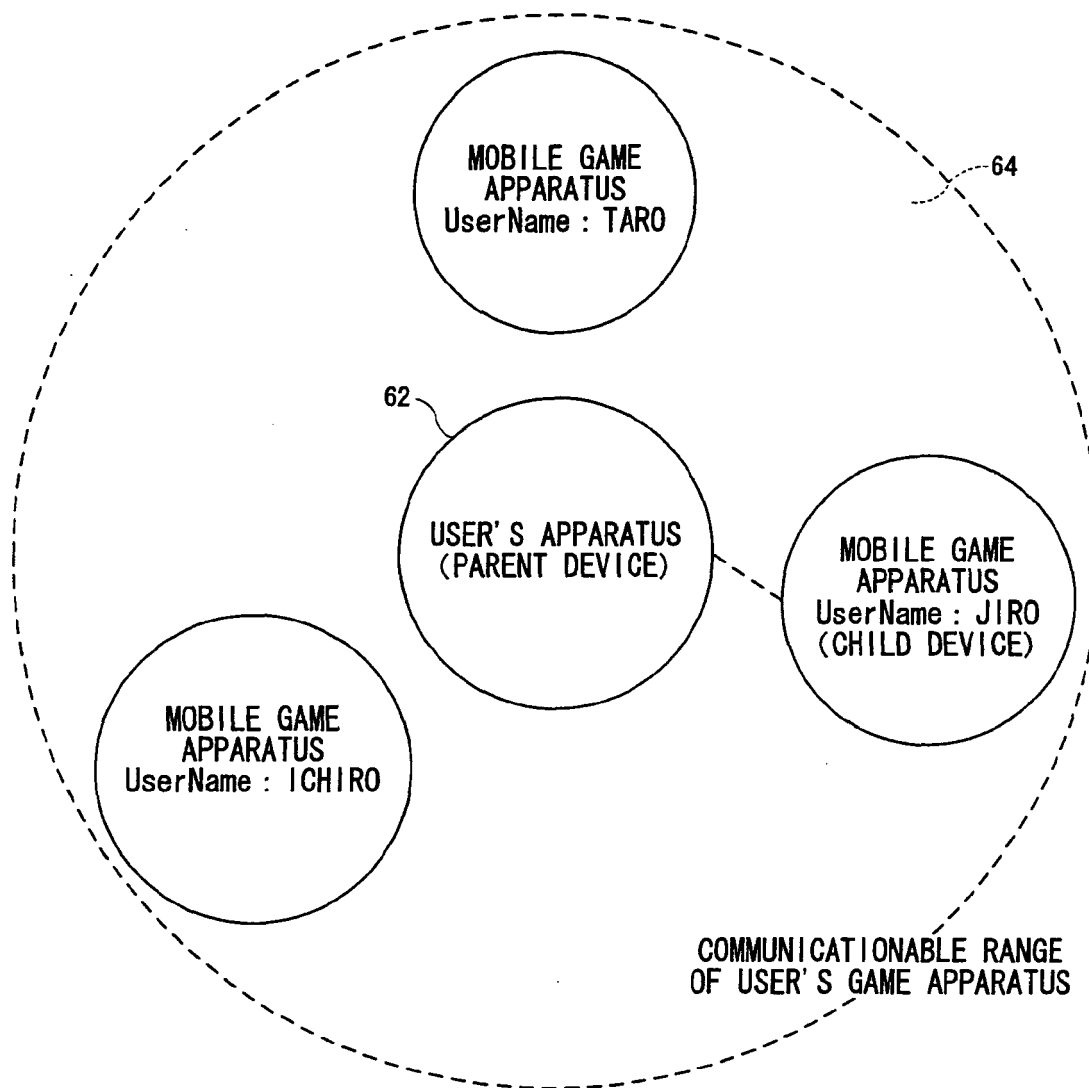 MOBILE GAME
APPARATUS
UserName : TARO
64
62
USER'S APPARATUS
(PARENT DEVICE)
MOBILE GAME
APPARATUS
UserName : JIRO
(CHILD DEVICE)
MOBILE GAME
APPARATUS
UserName : ICHIRO
COMMUNICATIONABLE RANGE
OF USER'S GAME APPARATUS